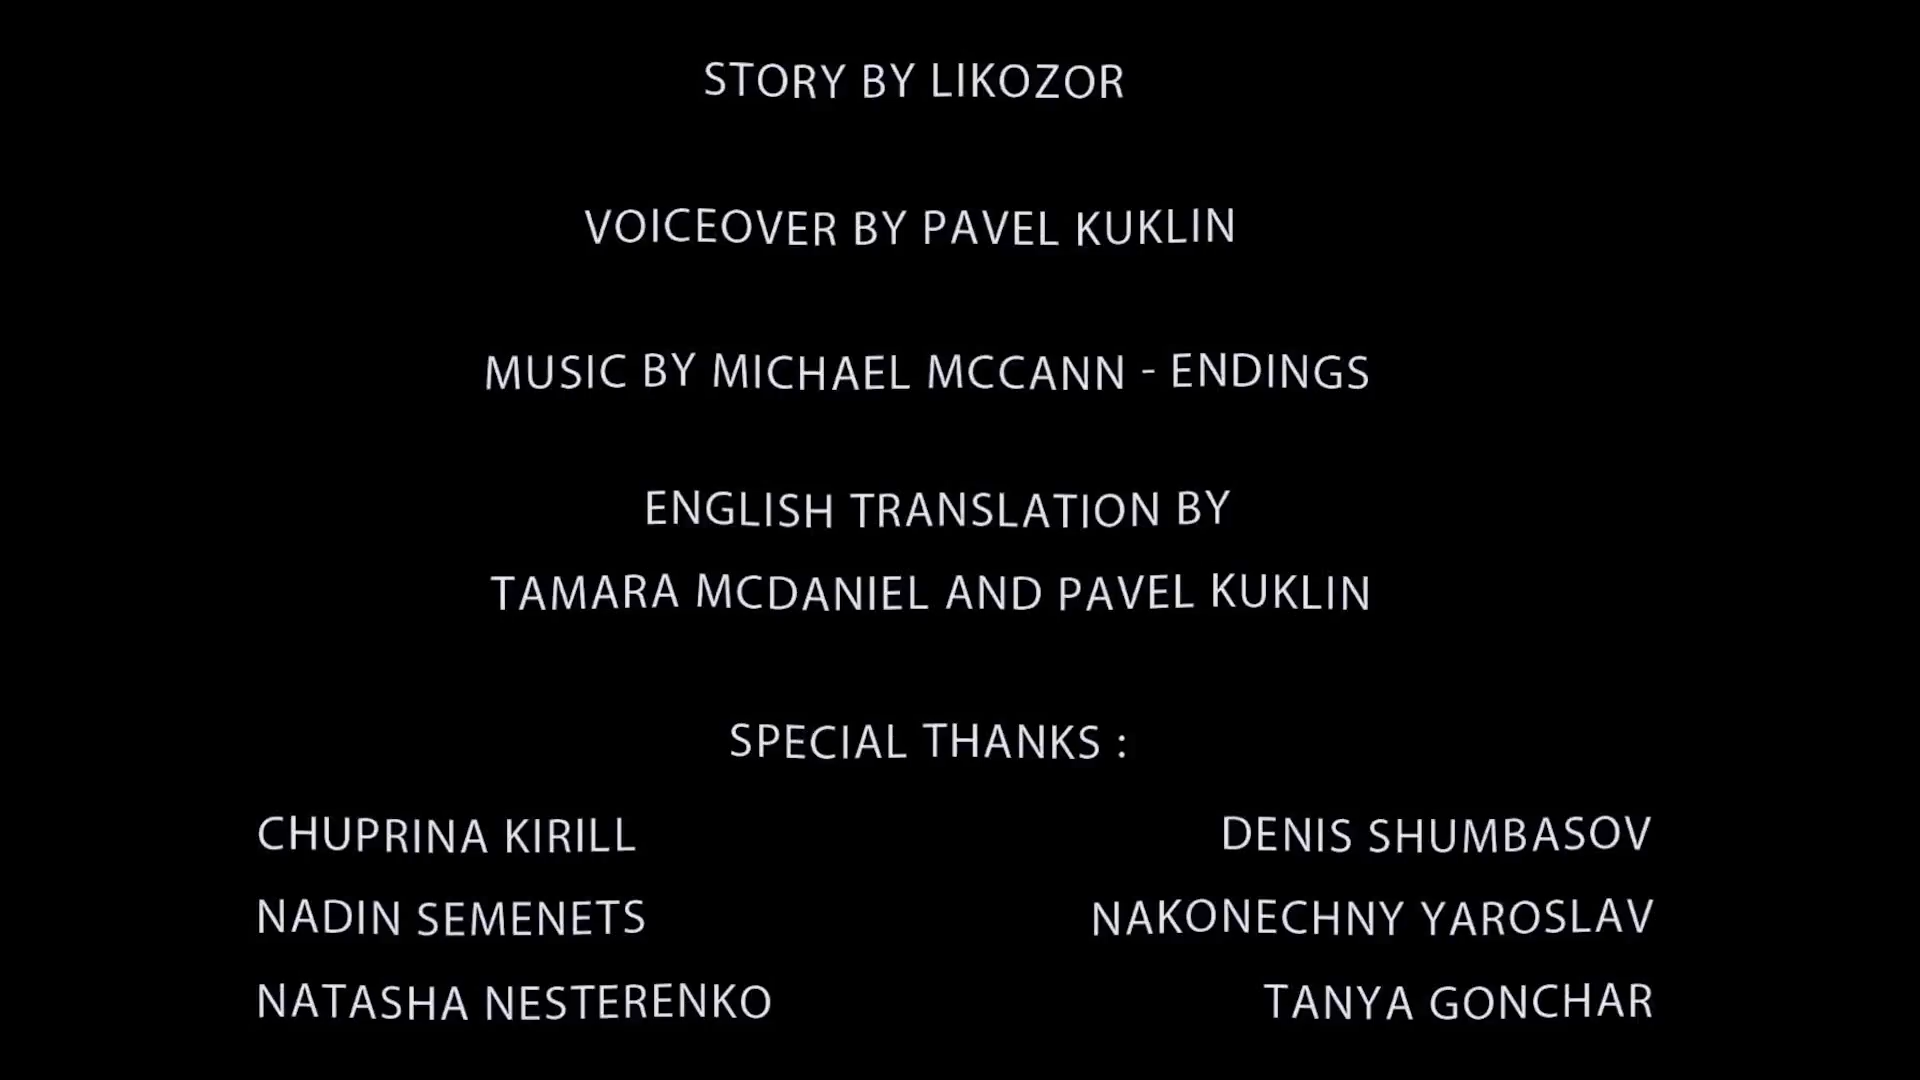 STORY BY LIKOZOR
VOICEOVER BY PAVEL KUKLIN
MUSIC BY MICHAEL MCCANN - ENDINGS
ENGLISH TRANSLATION BY
TAMARA MCDANIEL AND PAVEL KUKLIN
SPECIAL THANKS :
CHUPRINA KIRILL DENIS SHUMBASOV
NADIN SEMENETS NAKONECHNY YAROSLAV
NATASHA NESTERENKO TANYA GONCHAR